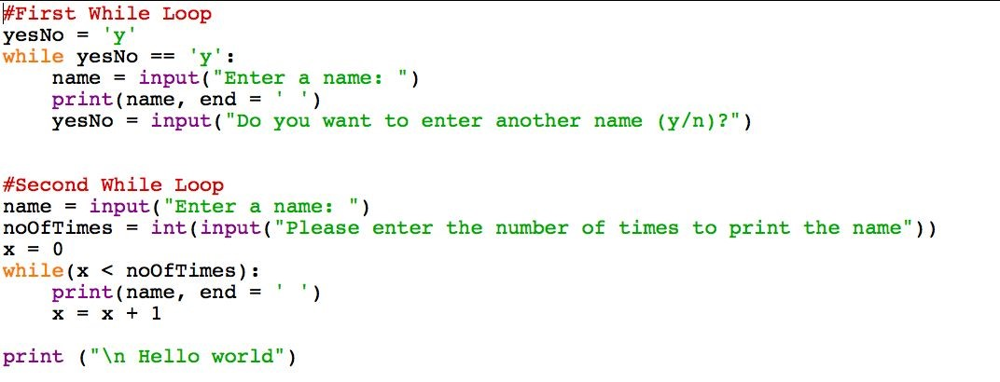 #First While Loop
yesNo = 'y'
while yesNo == 'y':
    name = input("Enter a name: ")
    print(name, end = ' ')
    yesNo = input("Do you want to enter another name (y/n)?")
#Second While Loop
name = input("Enter a name: ")
noOfTimes = int(input("Please enter the number of times to print the name"))
x = 0
while(x < noOfTimes):
    print(name, end = ' ')
    x = x + 1
print ("\n Hello world")